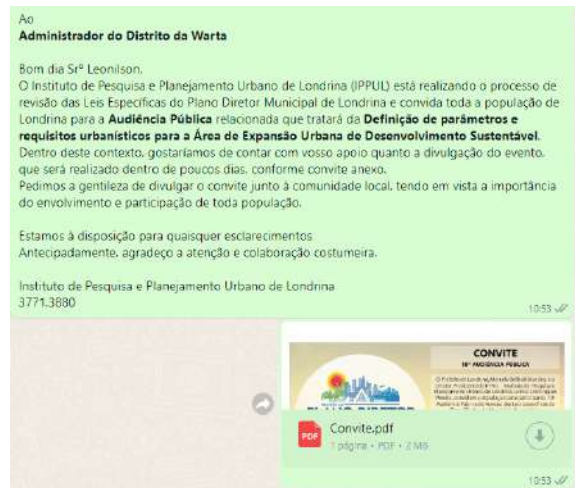 Ao
Administrador do Distrito da Warta
Bom dia Srº Leonilson,
O Instituto de Pesquisa e Planejamento Urbano de Londrina (IPPUL) está realizando o processo de
revisão das Leis Específicas do Plano Diretor Municipal de Londrina e convida toda a população de
Londrina para a Audiência Pública relacionada que tratará da Definição de parâmetros e
requisitos urbanísticos para a Área de Expansão Urbana de Desenvolvimento Sustentável.
Dentro deste contexto, gostaríamos de contar com vosso apoio quanto a divulgação do evento,
que será realizado dentro de poucos dias, conforme convite anexo.
Pedimos a gentileza de divulgar o convite junto à comunidade local, tendo em vista a importância
do envolvimento e participação de toda população.
Estamos à disposição para quaisquer esclarecimentos
Antecipadamente, agradeço a atenção e colaboração costumeira.
Instituto de Pesquisa e Planejamento Urbano de Londrina
3771.3880
10:53
CONVITE
AUDIÊNCIA PÚBLICA
PLANO DIRETOR
PDF
Convite.pdf
1 página • PDF • 2 MB
10:53